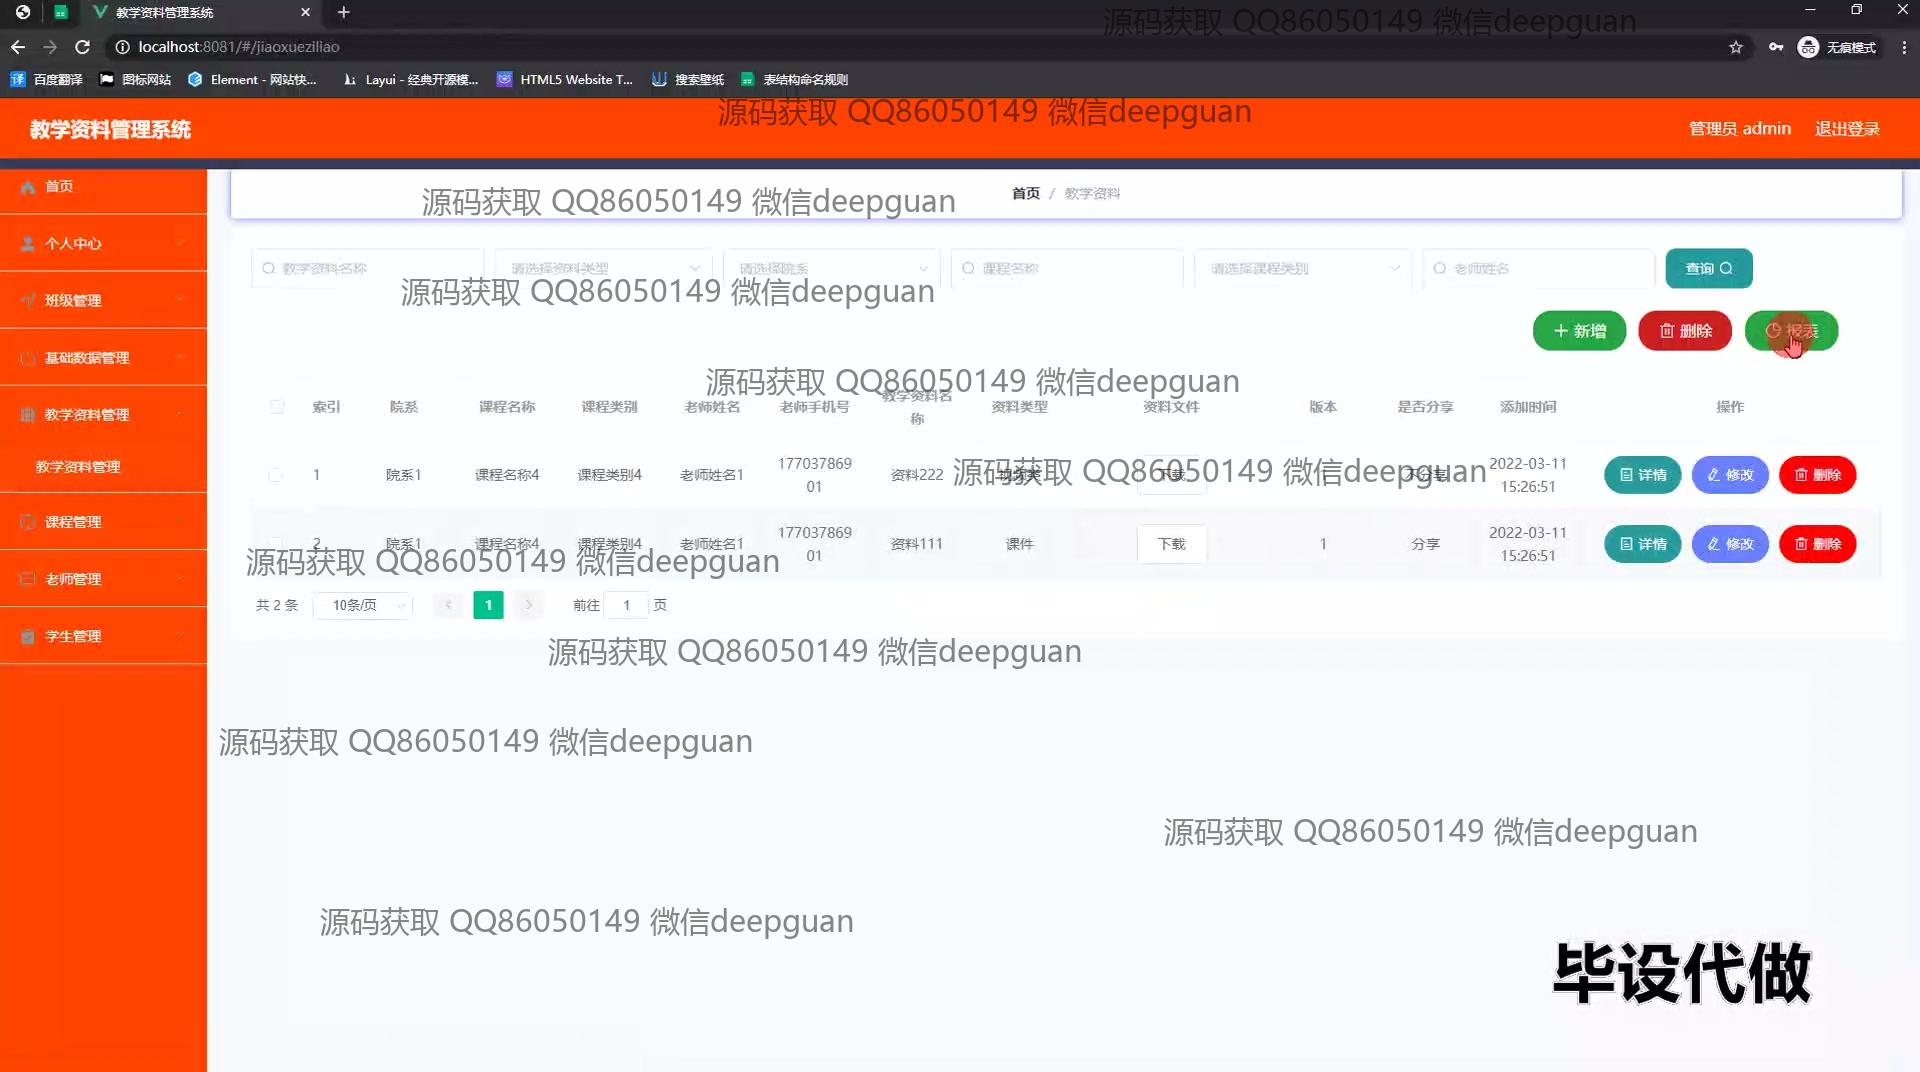 教学资料管理系统
源码获取 QQ86050149 微信deepguan
localhost:8081/#/jiaoxueziliao
无痕模式
百度翻译
图标网站
Element - 网站快...
Layui - 经典开源模...
HTML5 Website T...
搜索壁纸
表结构命名规则
源码获取 QQ86050149 微信deepguan
教学资料管理系统
管理员 admin
退出登录
首页
个人中心
班级管理
基础数据管理
教学资料管理
教学资料管理
课程管理
老师管理
学生管理
源码获取 QQ86050149 微信deepguan
首页 / 教学资料
教学资料名称
请选择资料类型
请选择院系
课程名称
请选择课程类别
老师姓名
查询
源码获取 QQ86050149 微信deepguan
新增
删除
报表
源码获取 QQ86050149 微信deepguan
索引 院系 课程名称 课程类别 老师姓名 老师手机号 教学资料名称 资料类型 资料文件 版本 是否分享 添加时间 操作
1 院系1 课程名称4 课程类别4 老师姓名1 17703786901 资料222 下载 2022-03-11 15:26:51 详情 修改 删除
源码获取 QQ86050149 微信deepguan
2 院系1 课程名称4 课程类别4 老师姓名1 17703786901 资料111 课件 下载 1 分享 2022-03-11 15:26:51 详情 修改 删除
源码获取 QQ86050149 微信deepguan
共 2 条 10条/页 1 前往 1 页
源码获取 QQ86050149 微信deepguan
源码获取 QQ86050149 微信deepguan
源码获取 QQ86050149 微信deepguan
源码获取 QQ86050149 微信deepguan
毕设代做